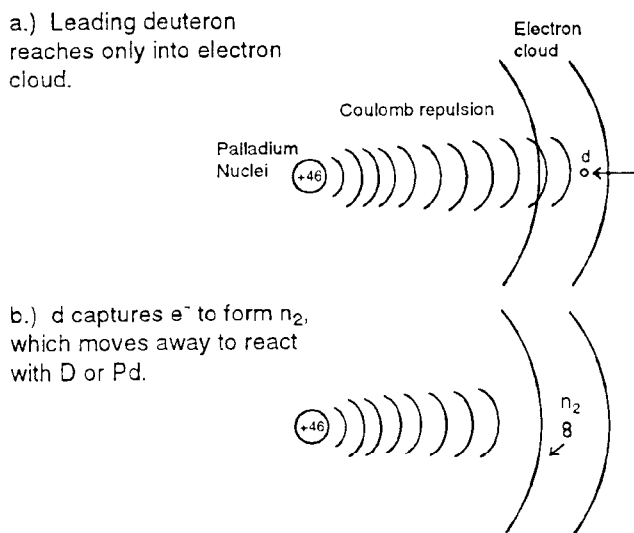 a.) Leading deuteron
reaches only into electron
cloud.
Electron
cloud
Coulomb repulsion
Palladium
Nuclei
+46
d
b.) d captures e⁻ to form n₂,
which moves away to react
with D or Pd.
+46
n₂